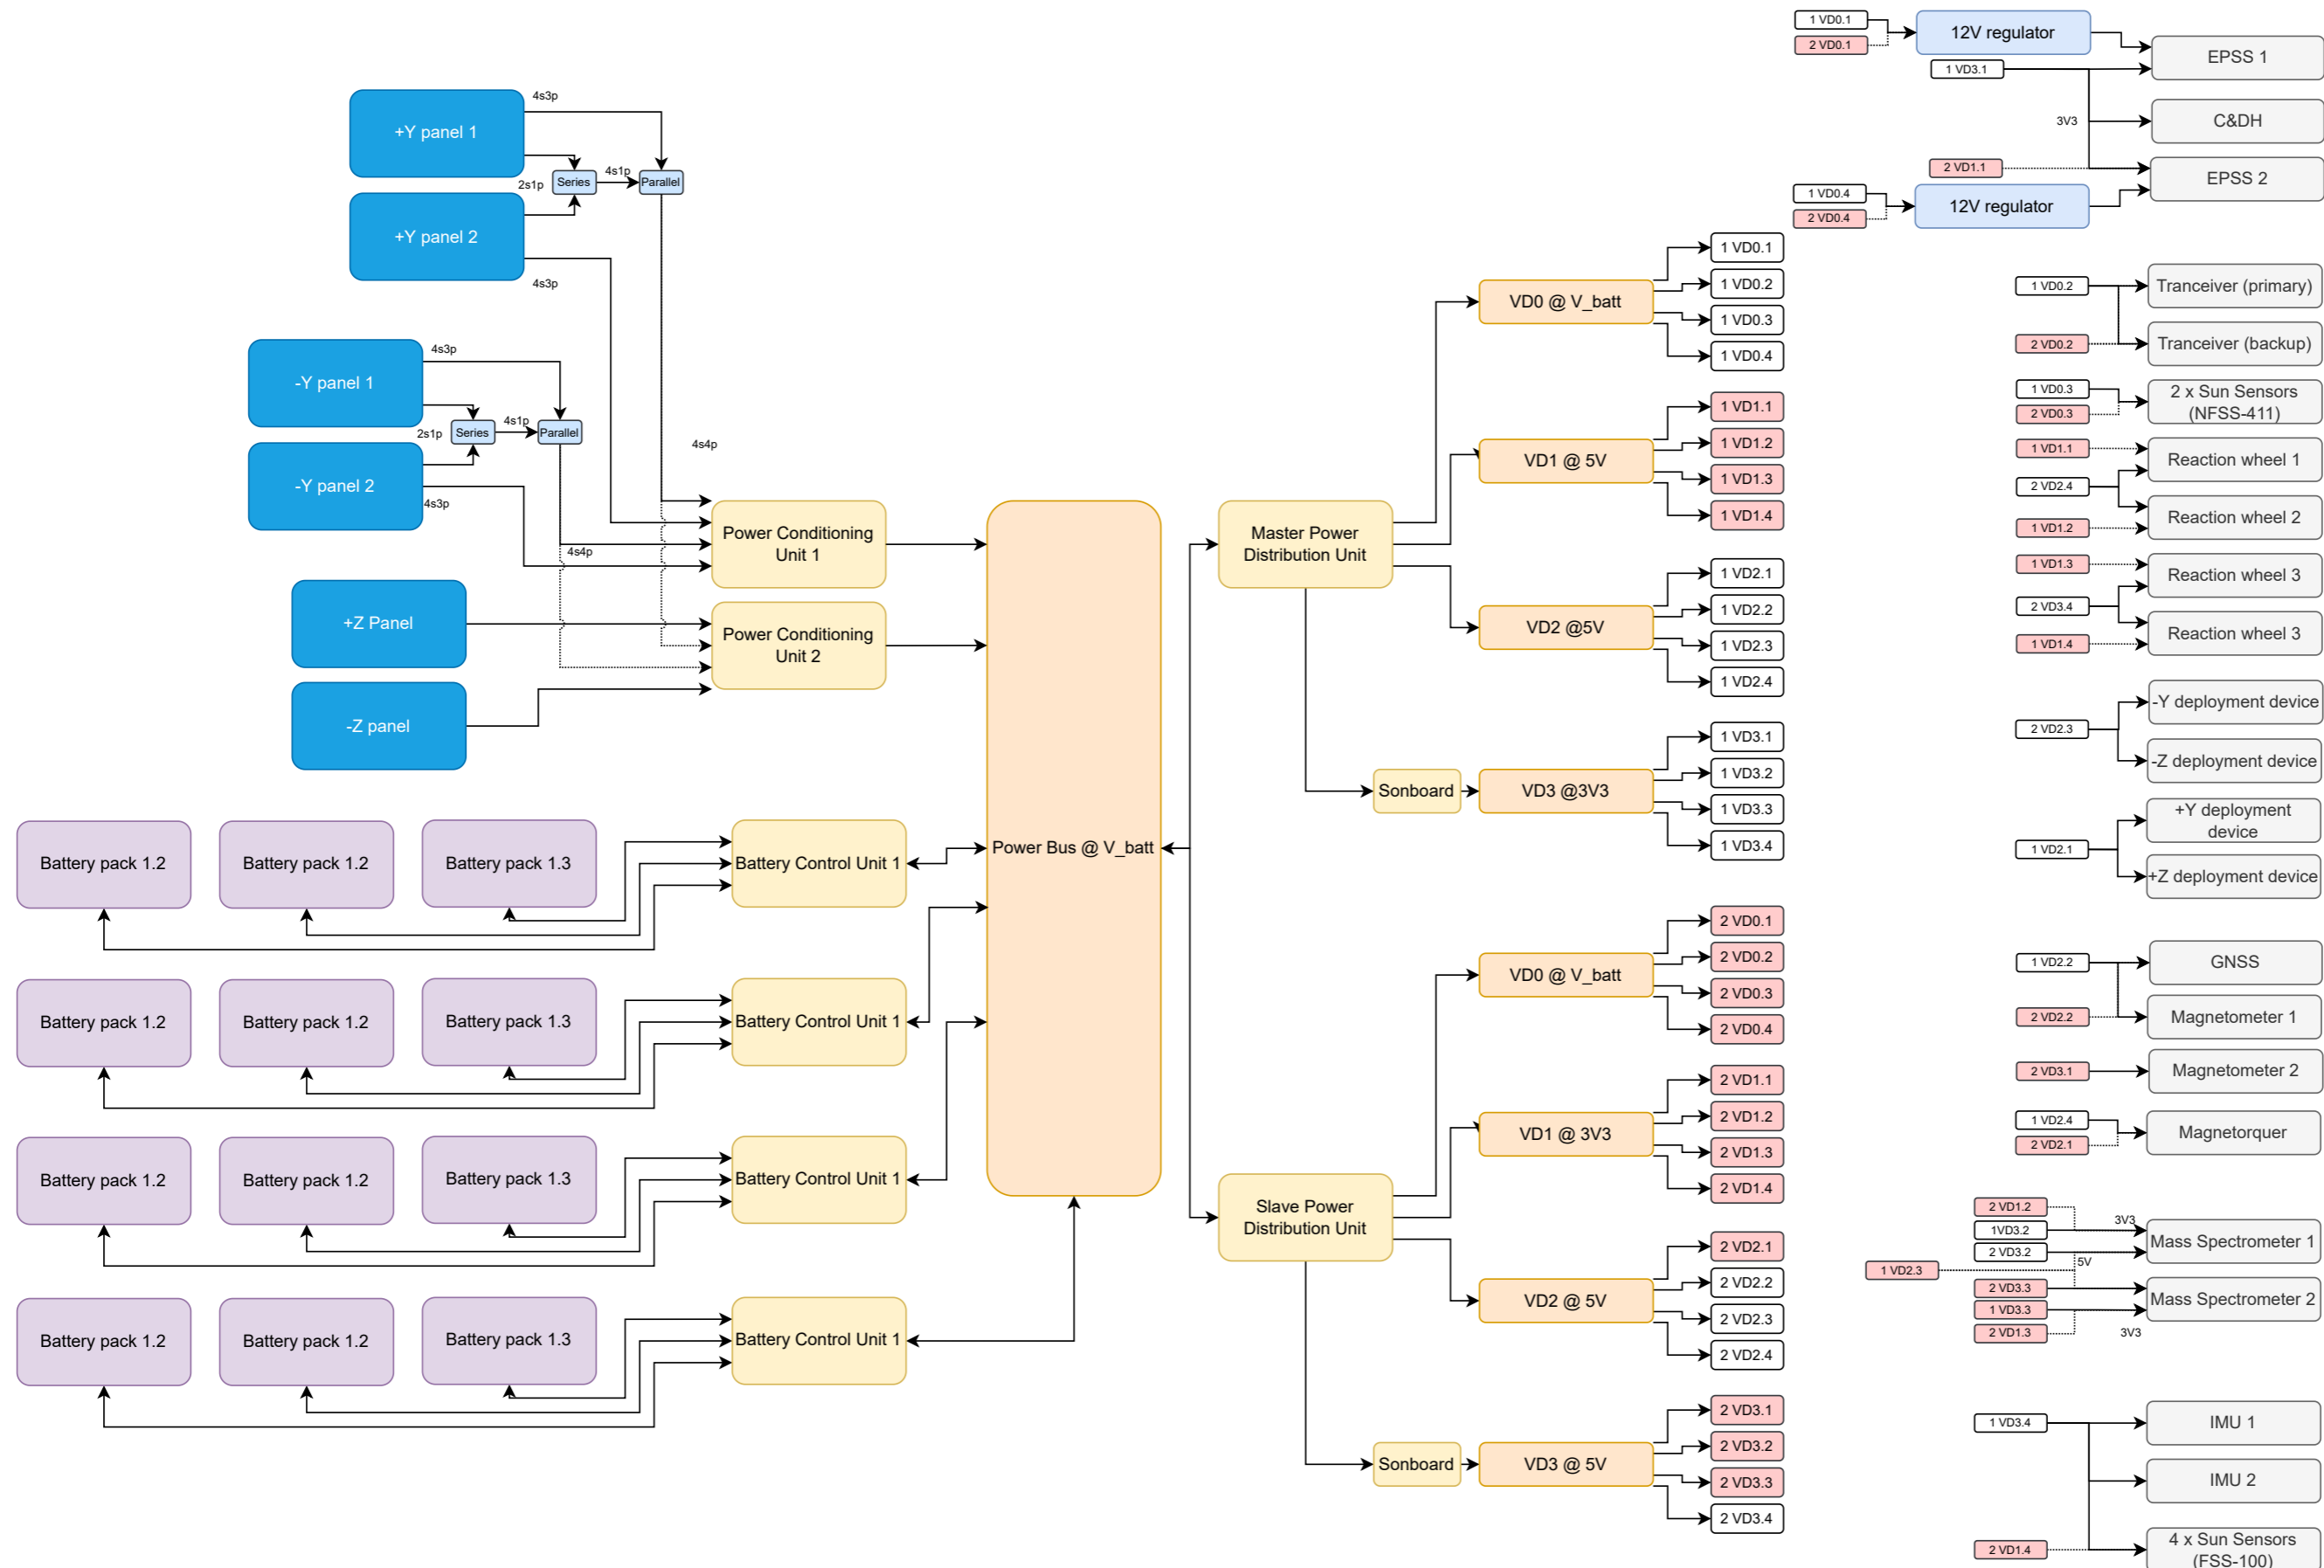 +Y panel 1
4s3p
Series
4s1p
Parallel
2s1p
+Y panel 2
4s3p
-Y panel 1
4s3p
Series
4s1p
Parallel
2s1p
-Y panel 2
4s3p
4s4p
4s4p
+Z Panel
-Z panel
Power Conditioning
Unit 1
Power Conditioning
Unit 2
Battery pack 1.2
Battery pack 1.2
Battery pack 1.3
Battery Control Unit 1
Battery pack 1.2
Battery pack 1.2
Battery pack 1.3
Battery Control Unit 1
Battery pack 1.2
Battery pack 1.2
Battery pack 1.3
Battery Control Unit 1
Battery pack 1.2
Battery pack 1.2
Battery pack 1.3
Battery Control Unit 1
Power Bus @ V_batt
Master Power
Distribution Unit
VD0 @ V_batt
1 VD0.1
1 VD0.2
1 VD0.3
1 VD0.4
VD1 @ 5V
1 VD1.1
1 VD1.2
1 VD1.3
1 VD1.4
VD2 @5V
1 VD2.1
1 VD2.2
1 VD2.3
1 VD2.4
Sonboard
VD3 @3V3
1 VD3.1
1 VD3.2
1 VD3.3
1 VD3.4
Slave Power
Distribution Unit
VD0 @ V_batt
2 VD0.1
2 VD0.2
2 VD0.3
2 VD0.4
VD1 @ 3V3
2 VD1.1
2 VD1.2
2 VD1.3
2 VD1.4
VD2 @ 5V
2 VD2.1
2 VD2.2
2 VD2.3
2 VD2.4
Sonboard
VD3 @ 5V
2 VD3.1
2 VD3.2
2 VD3.3
2 VD3.4
1 VD0.1
2 VD0.1
12V regulator
EPSS 1
1 VD3.1
3V3
C&DH
2 VD1.1
EPSS 2
1 VD0.4
2 VD0.4
12V regulator
1 VD0.2
Tranceiver (primary)
2 VD0.2
Tranceiver (backup)
1 VD0.3
2 VD0.3
2 x Sun Sensors
(NFSS-411)
1 VD1.1
Reaction wheel 1
2 VD2.4
Reaction wheel 2
1 VD1.2
1 VD1.3
Reaction wheel 3
2 VD3.4
Reaction wheel 3
1 VD1.4
-Y deployment device
2 VD2.3
-Z deployment device
+Y deployment
device
1 VD2.1
+Z deployment device
1 VD2.2
GNSS
2 VD2.2
Magnetometer 1
2 VD3.1
Magnetometer 2
1 VD2.4
2 VD2.1
Magnetorquer
2 VD1.2
3V3
1VD3.2
2 VD3.2
Mass Spectrometer 1
1 VD2.3
5V
2 VD3.3
1 VD3.3
Mass Spectrometer 2
2 VD1.3
3V3
1 VD3.4
IMU 1
IMU 2
2 VD1.4
4 x Sun Sensors
(FSS-100)